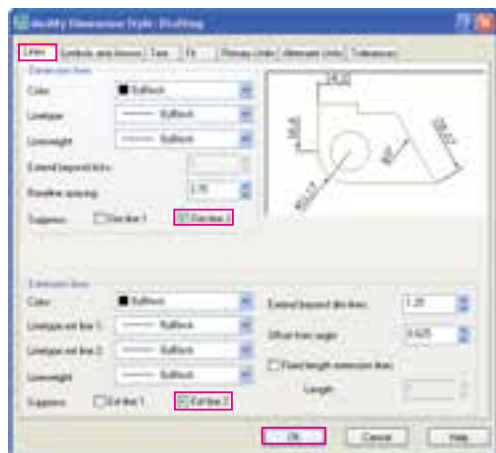 Modify Dimension Style: Drafting
Lines Symbols and Arrows Text Fit Primary Units Alternate Units Tolerances
Dimension lines
Color: ByBlock
Linetype: ByBlock
Lineweight: ByBlock
Extend beyond ticks:
Baseline spacing: 3.75
Suppress: Dim line 1 Dim line 2
Extension lines
Color: ByBlock
Linetype ext line 1: ByBlock
Linetype ext line 2: ByBlock
Lineweight: ByBlock
Suppress: Ext line 1 Ext line 2
Extend beyond dim lines: 1.25
Offset from origin: 0.625
Fixed length extension lines
Length:
OK Cancel Help